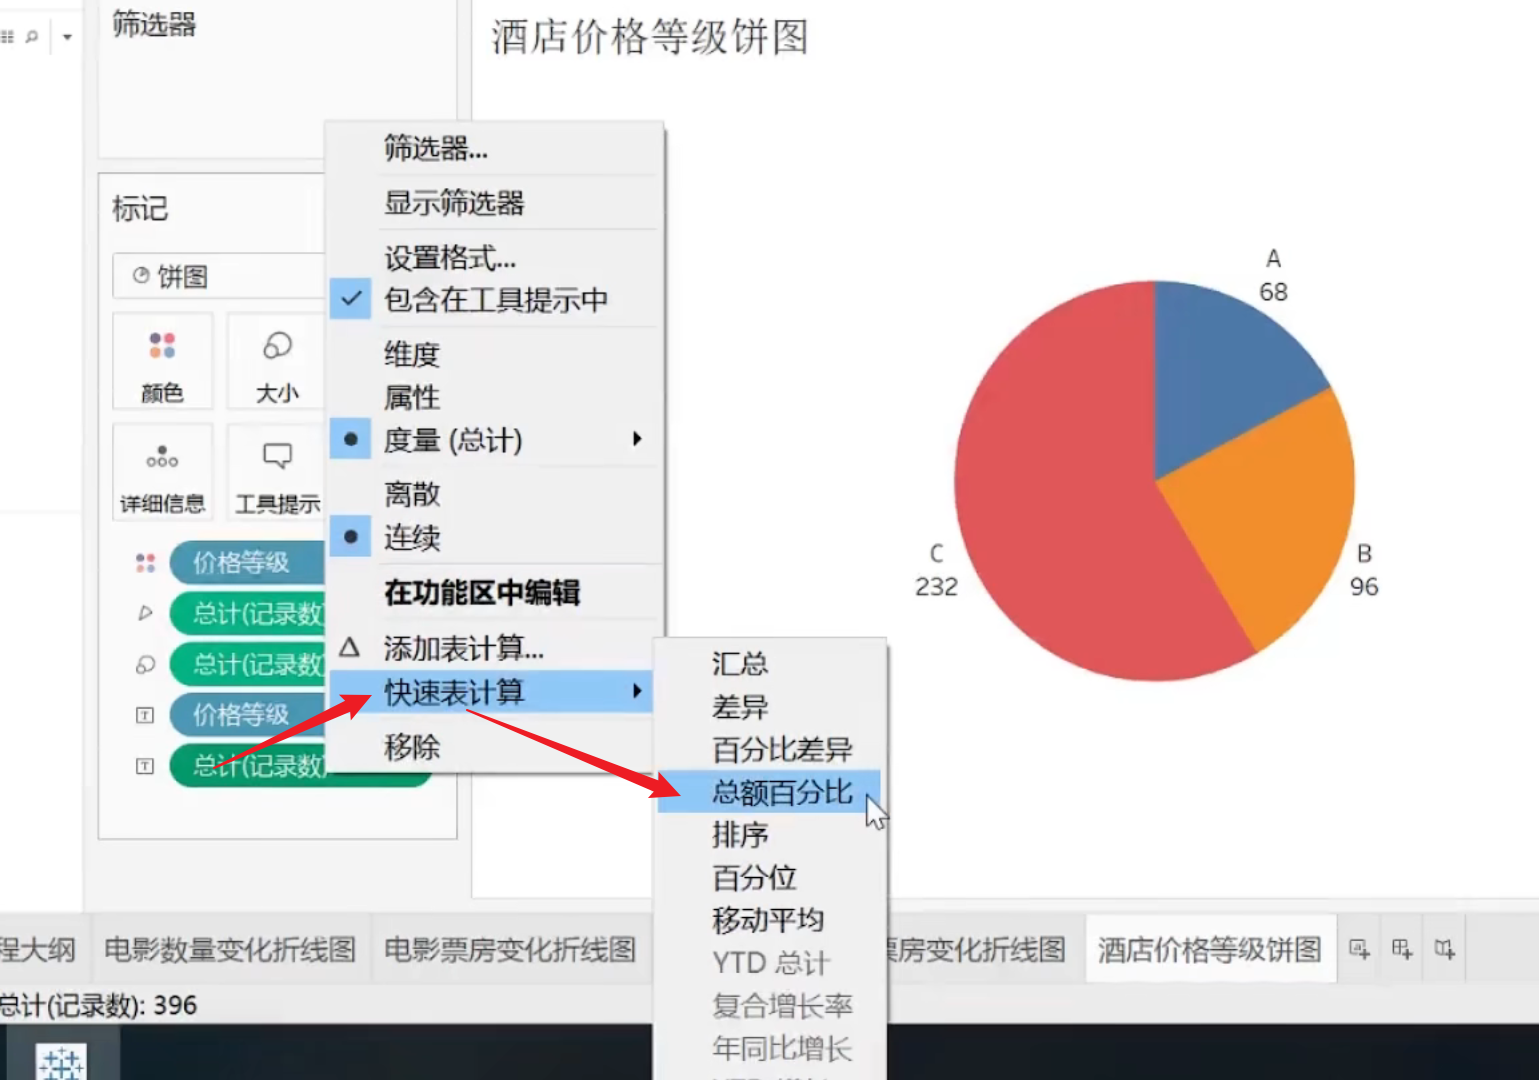 筛选器
酒店价格等级饼图
筛选器...
显示筛选器
设置格式...
包含在工具提示中
维度
属性
度量 (总计)
离散
连续
在功能区中编辑
添加表计算...
快速表计算
移除
标记
饼图
颜色
大小
详细信息
工具提示
价格等级
总计(记录数)
总计(记录数)
价格等级
总计(记录数)
汇总
差异
百分比差异
总额百分比
排序
百分位
移动平均
YTD 总计
复合增长率
年同比增长
A
68
B
96
C
232
程大纲
电影数量变化折线图
电影票房变化折线图
票房变化折线图
酒店价格等级饼图
总计(记录数): 396